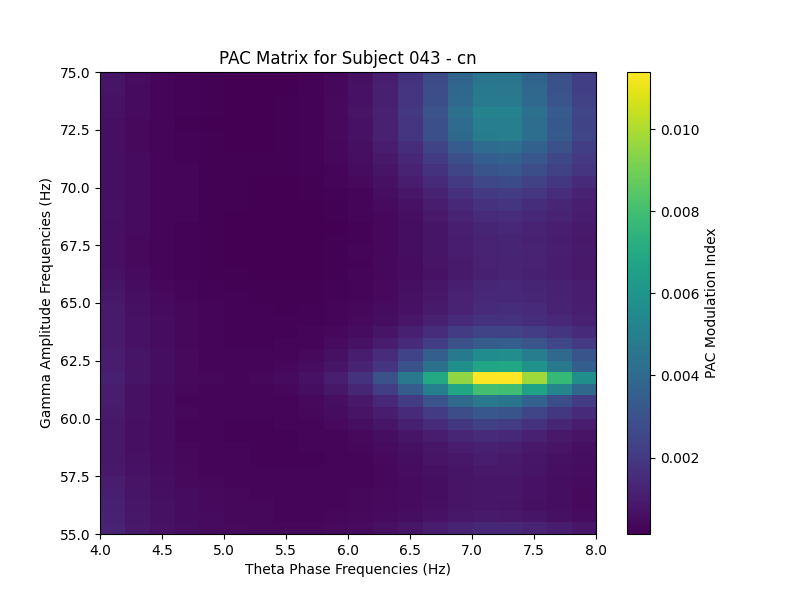 PAC Matrix for Subject 043 - cn
75.0
72.5
70.0
67.5
65.0
62.5
60.0
57.5
55.0
Gamma Amplitude Frequencies (Hz)
4.0 4.5 5.0 5.5 6.0 6.5 7.0 7.5 8.0
Theta Phase Frequencies (Hz)
0.010
0.008
0.006
0.004
0.002
PAC Modulation Index